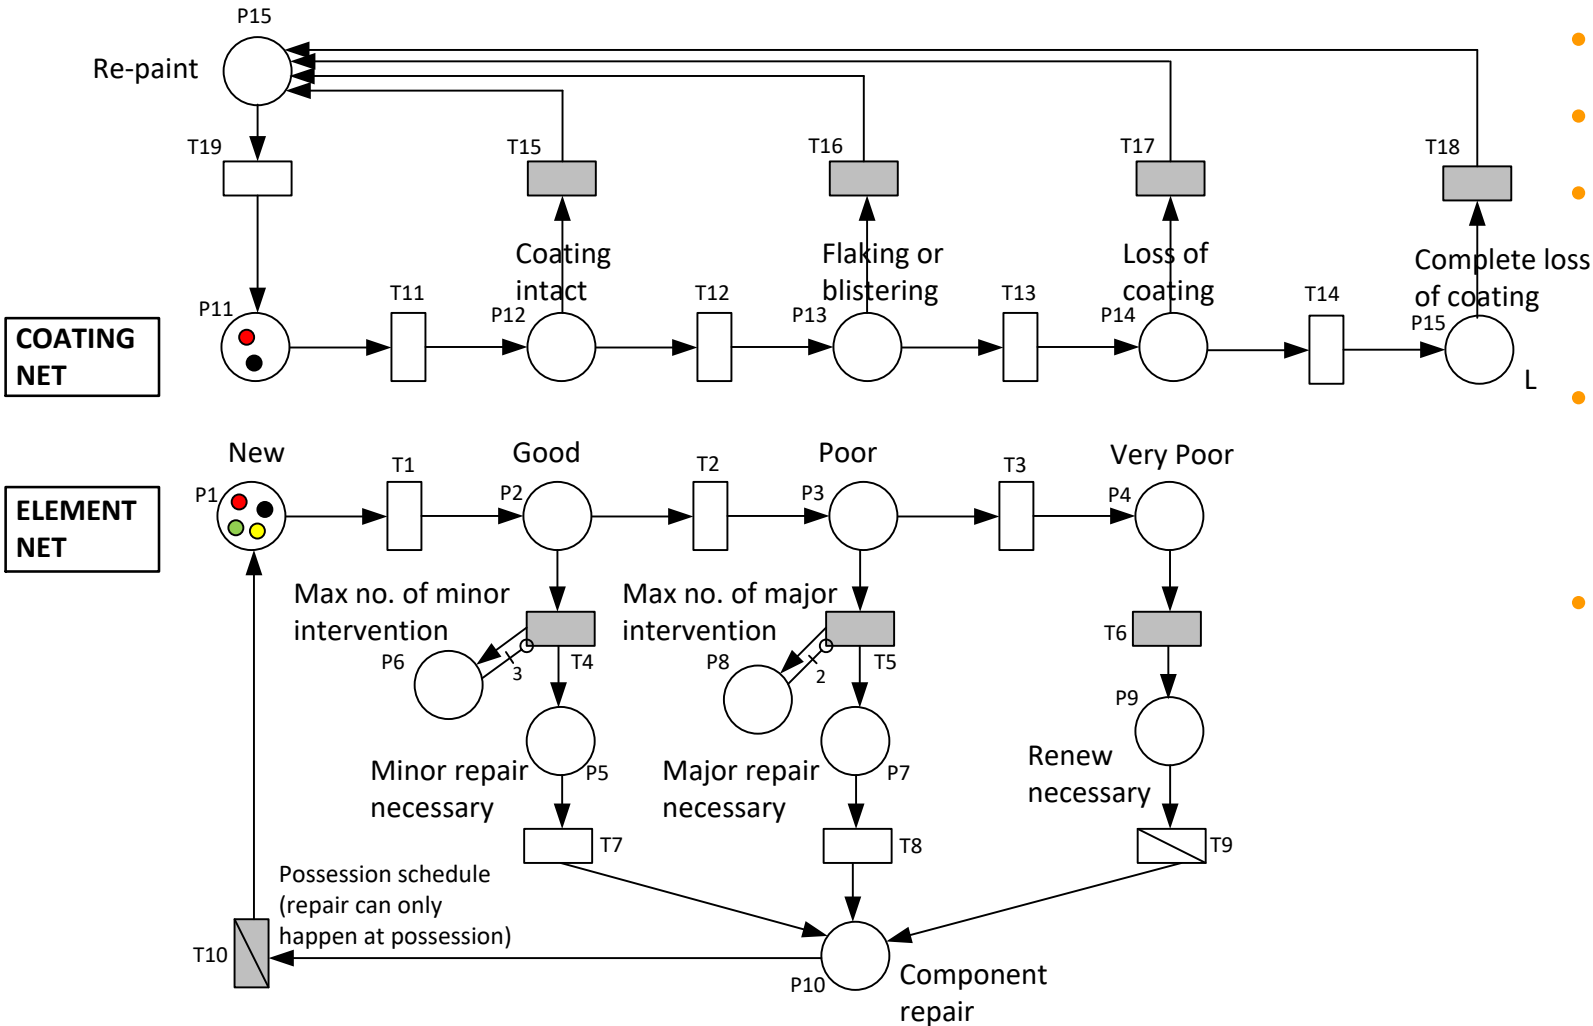 P15
Re-paint
T19
T15
T16
T17
T18
Coating
intact
Flaking or
blistering
Loss of
coating
Complete loss
of coating
P11
T11
P12
T12
P13
T13
P14
T14
P15
L
COATING
NET
New
Good
Poor
Very Poor
P1
T1
P2
T2
P3
T3
P4
ELEMENT
NET
Max no. of minor
intervention
P6
3
T4
Max no. of major
intervention
P8
2
T5
T6
P9
Minor repair
necessary
P5
Major repair
necessary
P7
Renew
necessary
T7
T8
T9
Possession schedule
(repair can only
happen at possession)
T10
P10
Component
repair